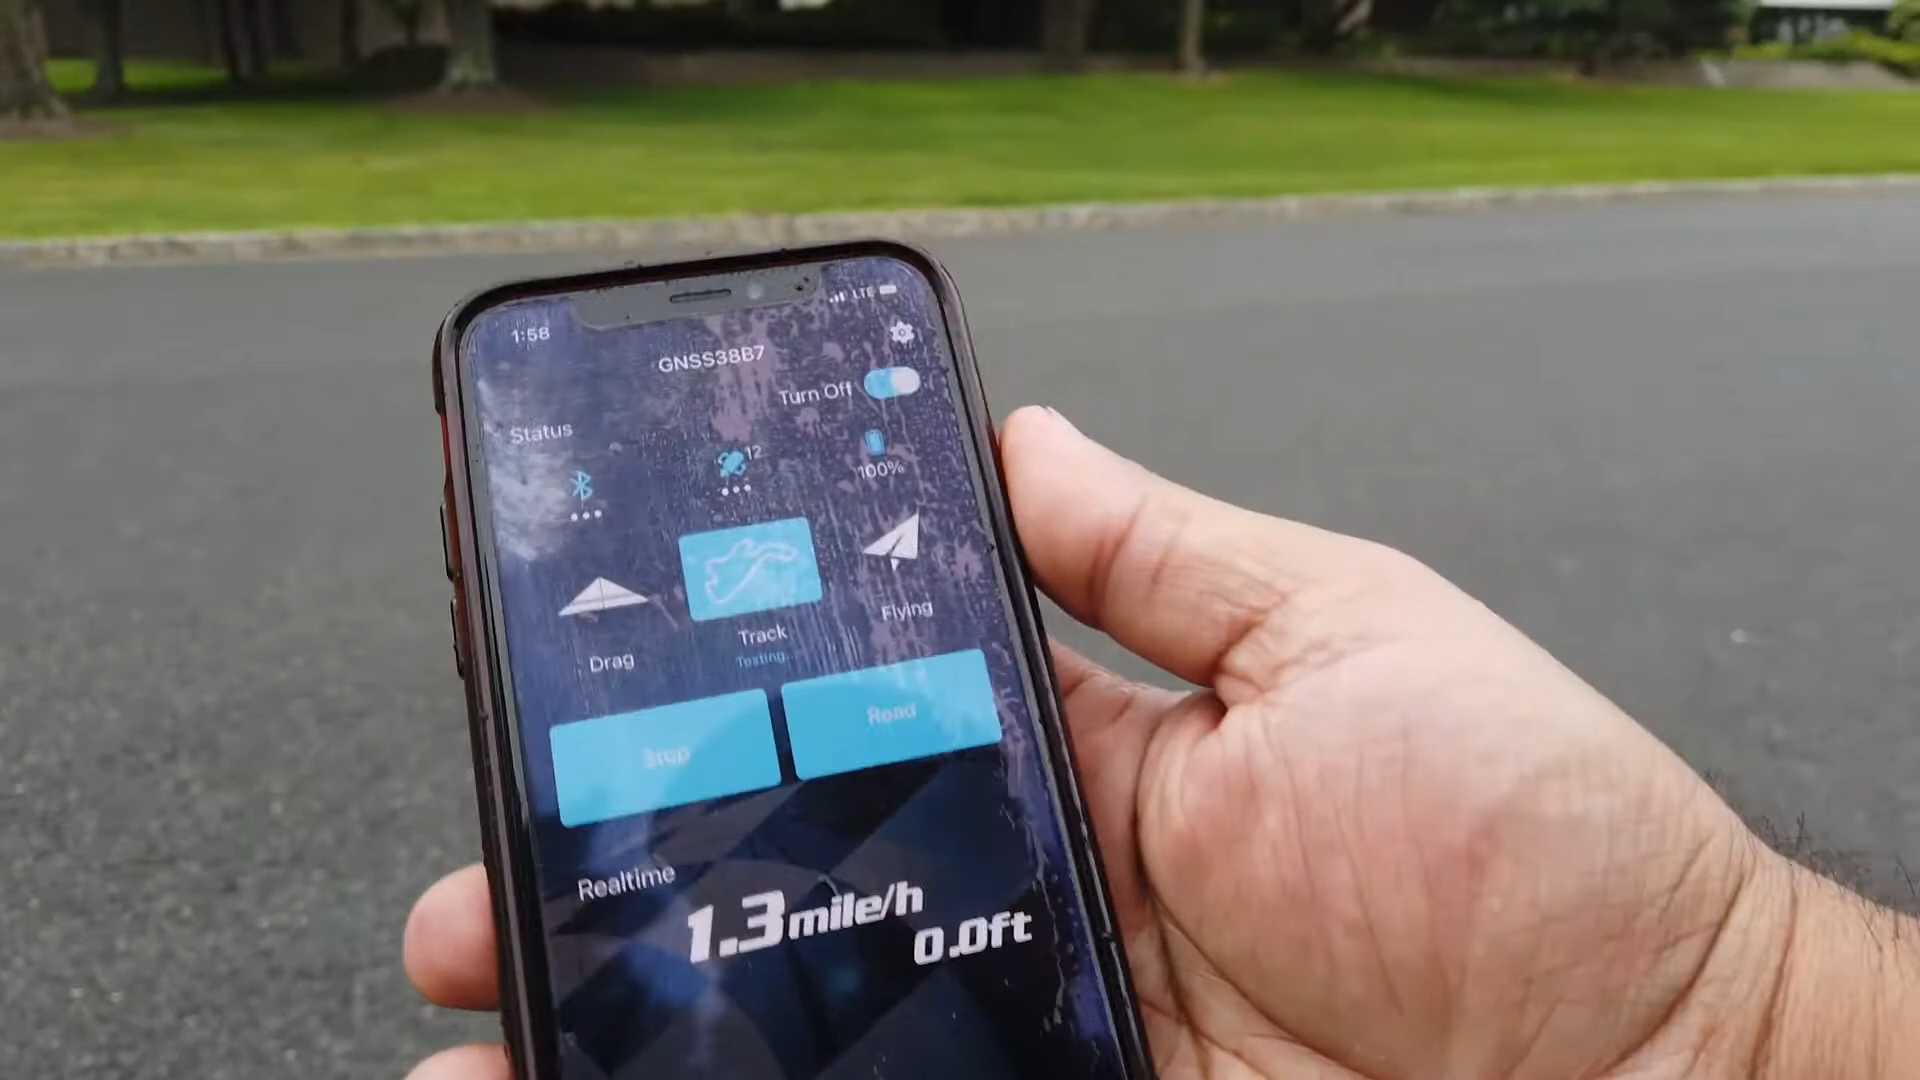 1:58
LTE
GNSS38B7
Turn Off
Status
12
100%
Drag
Track
Flying
Testing..
Stop
Read
Realtime
1.3mile/h
0.0ft